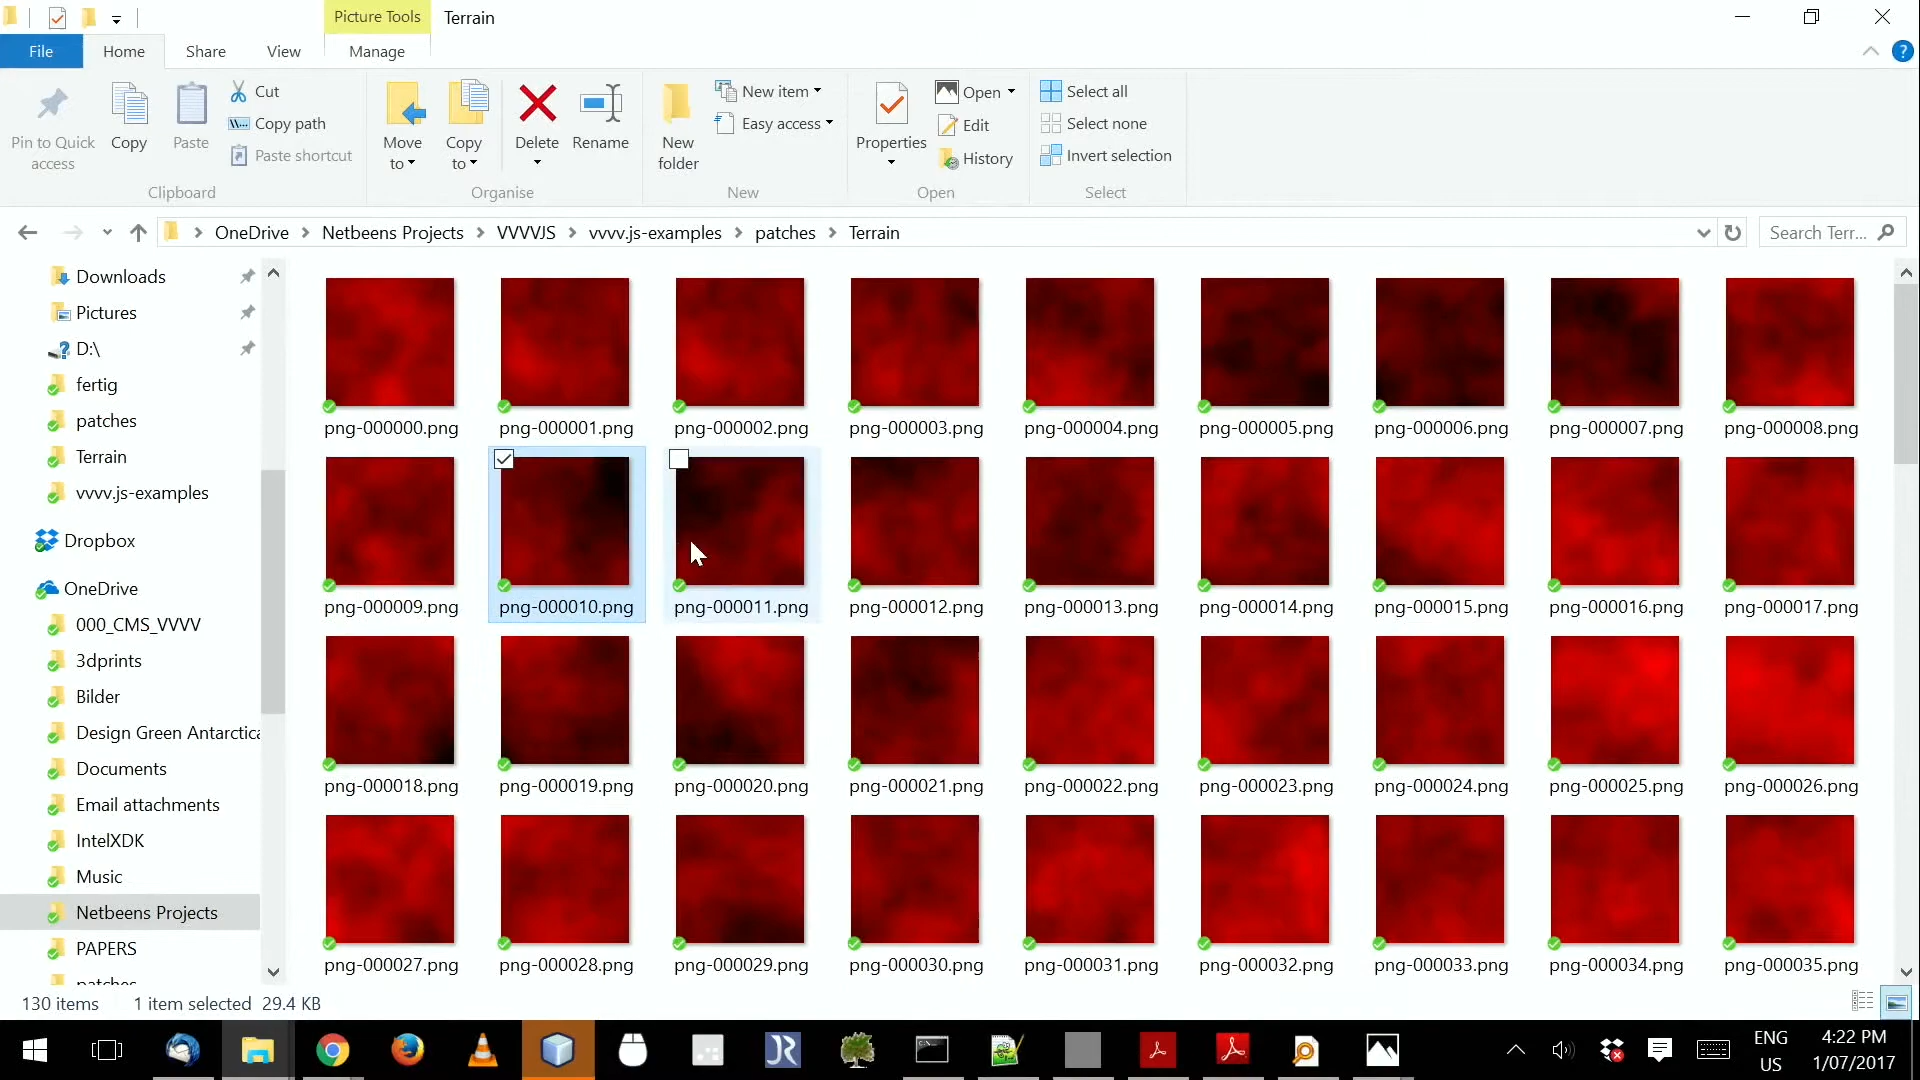 Picture Tools Terrain
File Home Share View Manage
Pin to Quick access
Copy
Paste
Cut
Copy path
Paste shortcut
Clipboard
Move to
Copy to
Delete
Rename
Organise
New folder
New item
Easy access
New
Properties
Open
Edit
History
Open
Select all
Select none
Invert selection
Select
OneDrive Netbeens Projects VVVVJS vvvv.js-examples patches Terrain
Search Terr...
Downloads
Pictures
D:\
fertig
patches
Terrain
vvvv.js-examples
Dropbox
OneDrive
000_CMS_VVVV
3dprints
Bilder
Design Green Antarctica
Documents
Email attachments
IntelXDK
Music
Netbeens Projects
PAPERS
png-000000.png png-000001.png png-000002.png png-000003.png png-000004.png png-000005.png png-000006.png png-000007.png png-000008.png
png-000009.png png-000010.png png-000011.png png-000012.png png-000013.png png-000014.png png-000015.png png-000016.png png-000017.png
png-000018.png png-000019.png png-000020.png png-000021.png png-000022.png png-000023.png png-000024.png png-000025.png png-000026.png
png-000027.png png-000028.png png-000029.png png-000030.png png-000031.png png-000032.png png-000033.png png-000034.png png-000035.png
130 items 1 item selected 29.4 KB
ENG
US
4:22 PM
1/07/2017